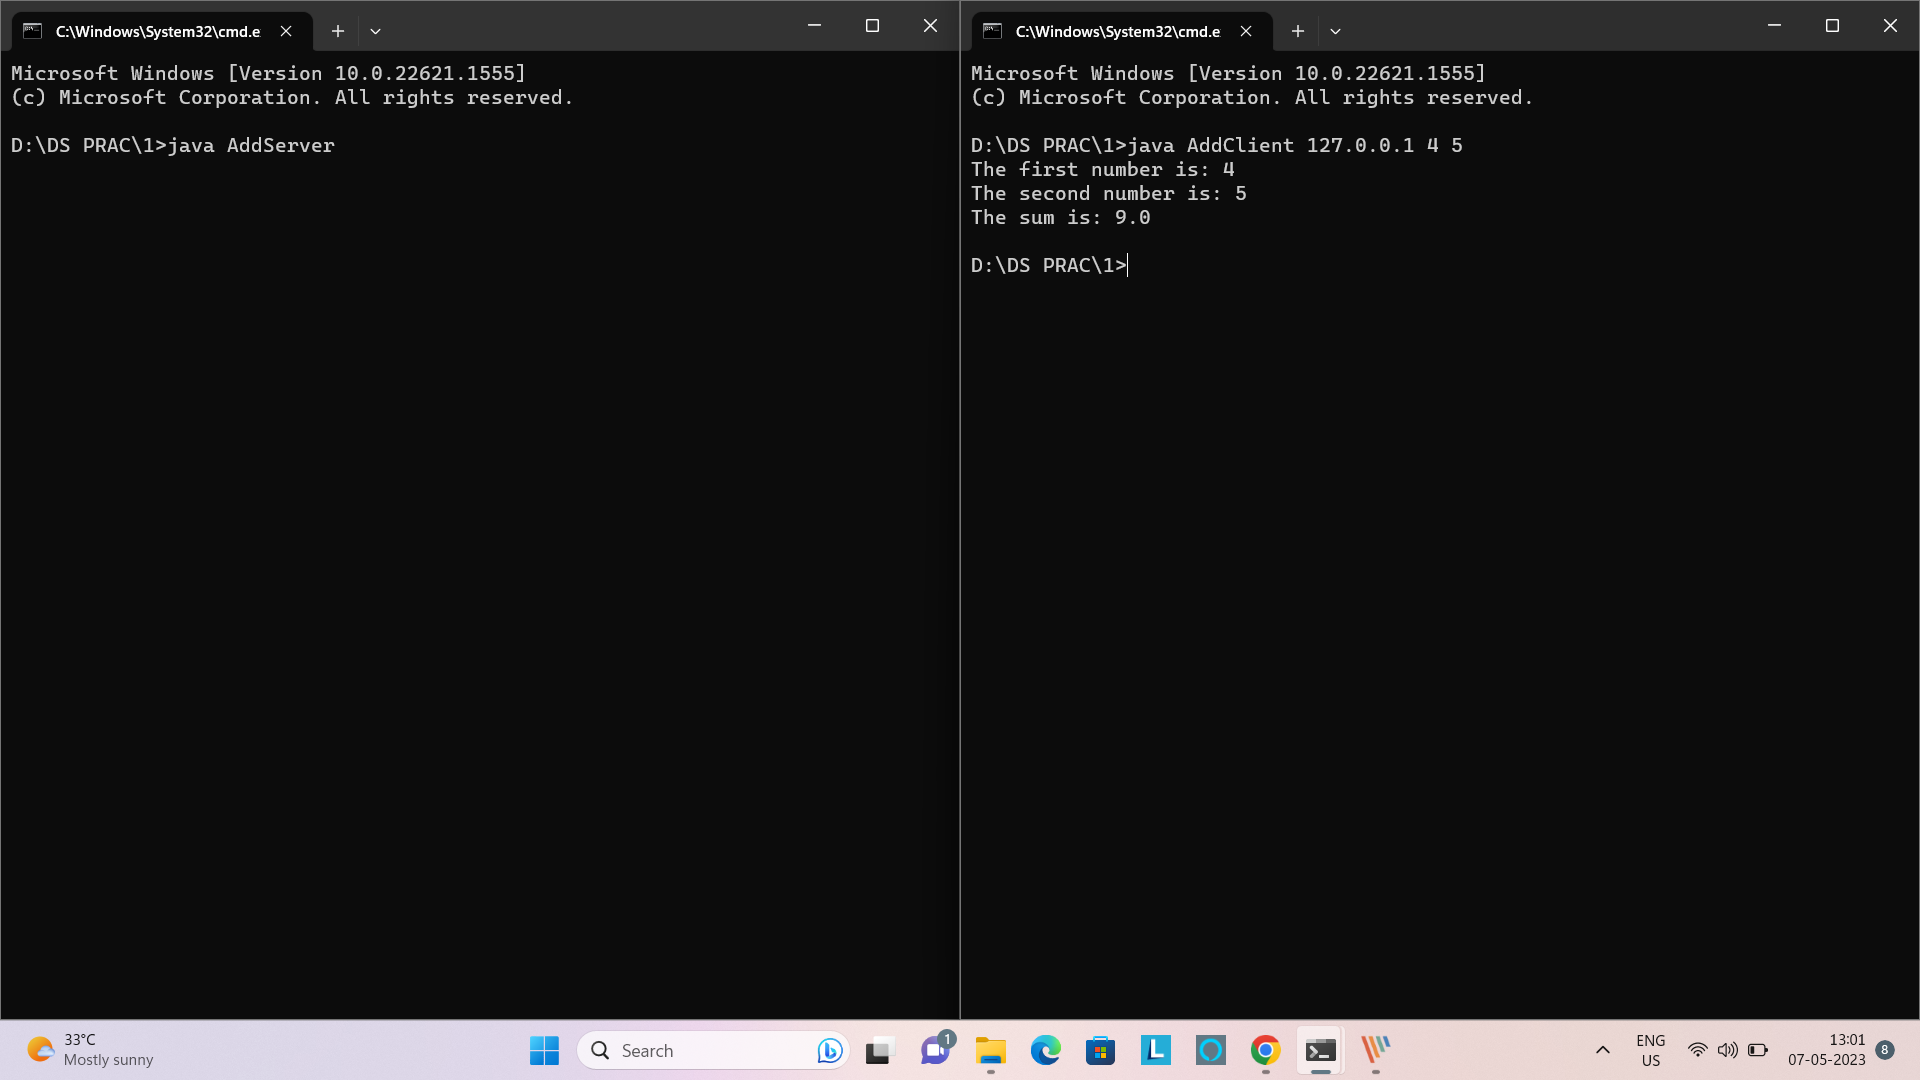 C:\Windows\System32\cmd.e
Microsoft Windows [Version 10.0.22621.1555]
(c) Microsoft Corporation. All rights reserved.
D:\DS PRAC\1>java AddServer
C:\Windows\System32\cmd.e
Microsoft Windows [Version 10.0.22621.1555]
(c) Microsoft Corporation. All rights reserved.
D:\DS PRAC\1>java AddClient 127.0.0.1 4 5
The first number is: 4
The second number is: 5
The sum is: 9.0
D:\DS PRAC\1>
33°C
Mostly sunny
Search
1
L
ENG
US
13:01
07-05-2023
8